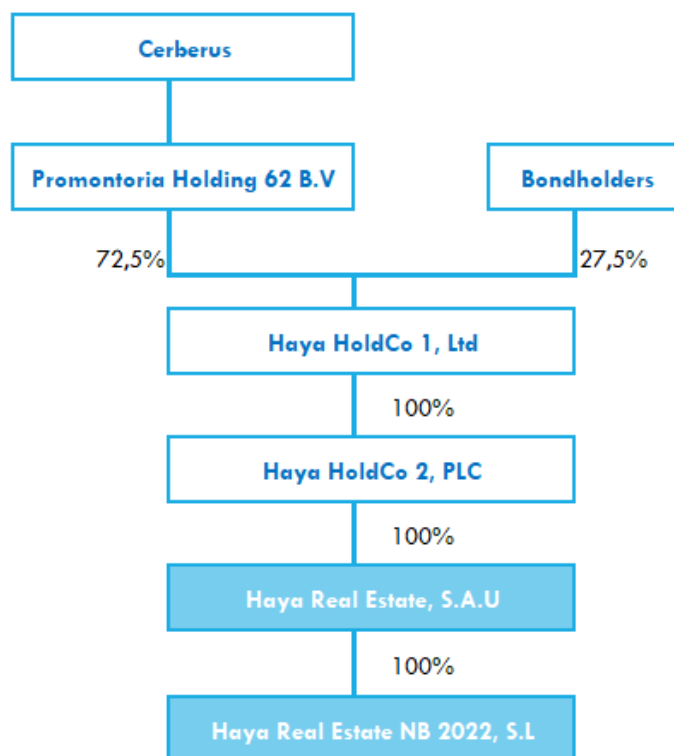 Cerberus
Promontoria Holding 62 B.V
Bondholders
72,5%
27,5%
Haya HoldCo 1, Ltd
100%
Haya HoldCo 2, PLC
100%
Haya Real Estate, S.A.U
100%
Haya Real Estate NB 2022, S.L